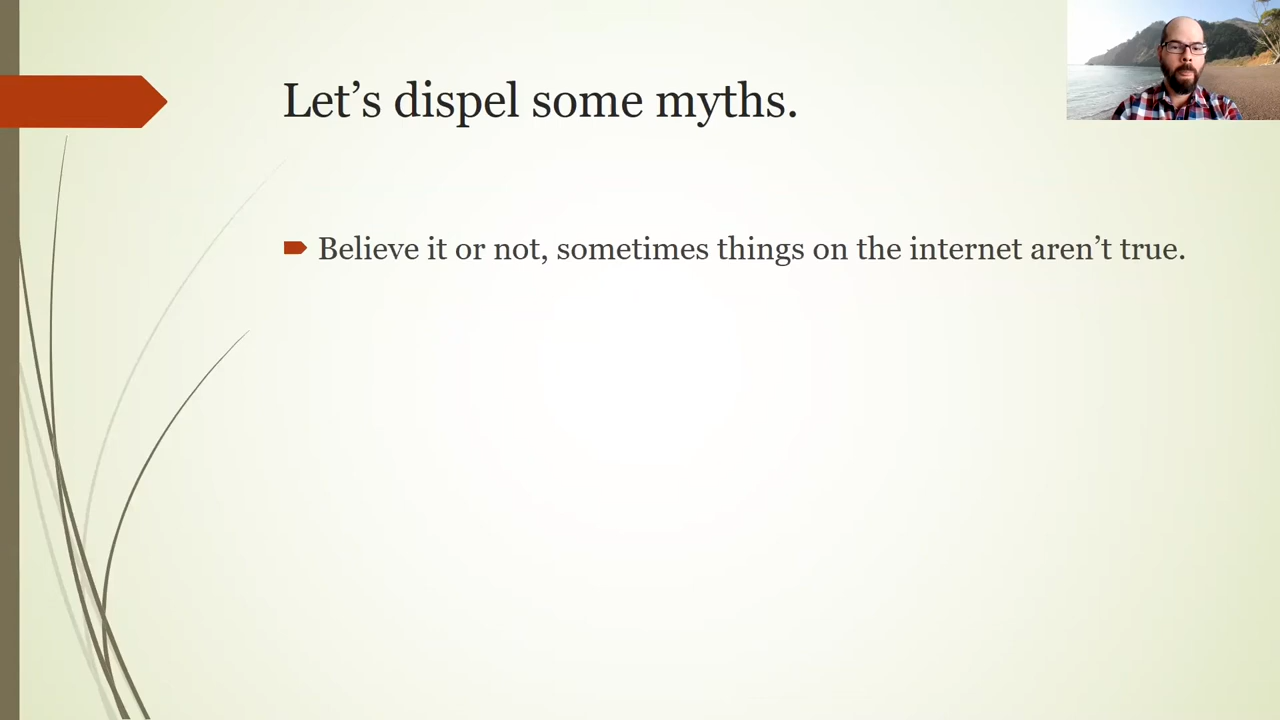 Let’s dispel some myths.
Believe it or not, sometimes things on the internet aren’t true.